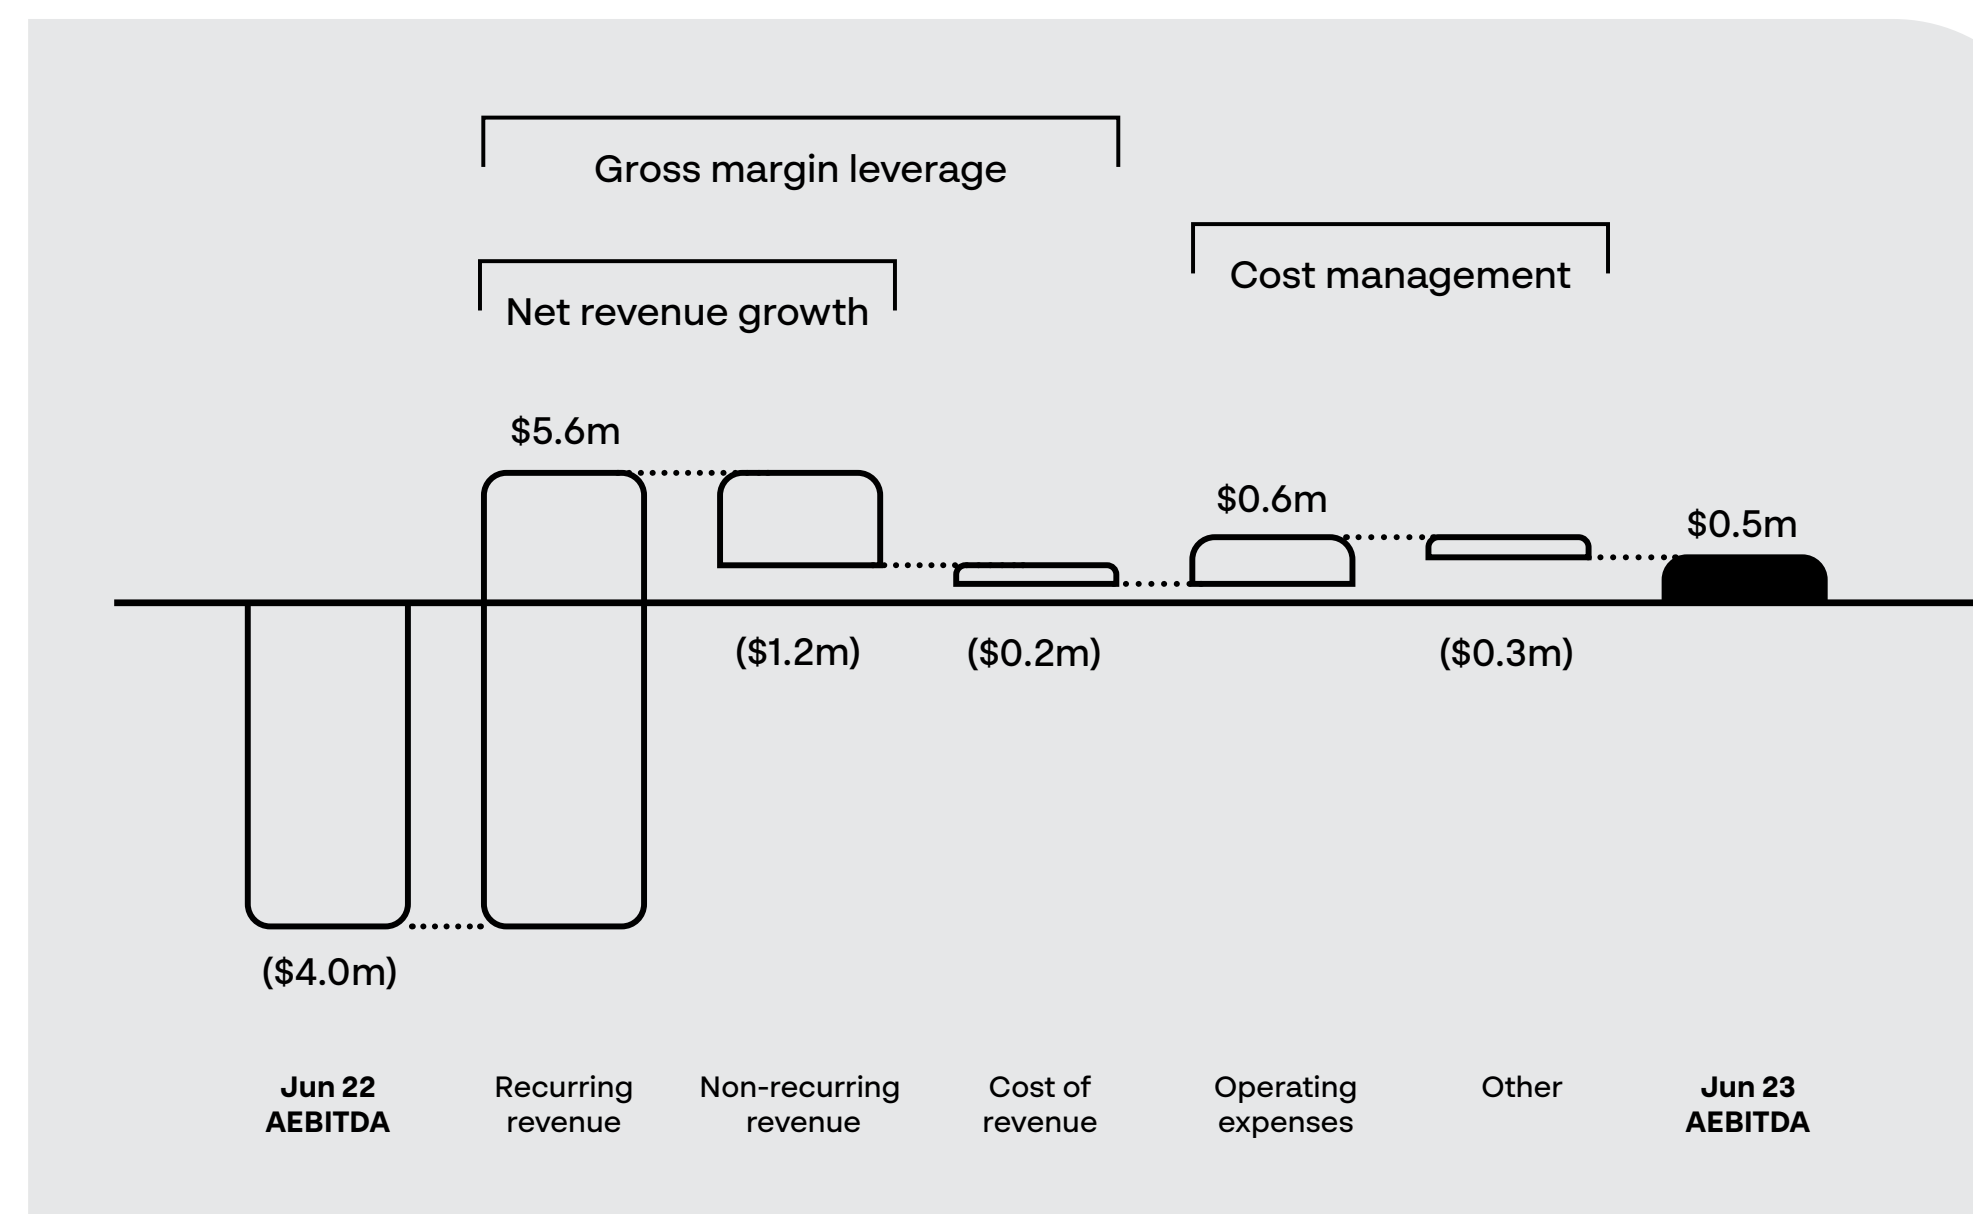 Gross margin leverage
Cost management
Net revenue growth
$5.6m
$0.6m
$0.5m
($1.2m)
($0.2m)
($0.3m)
($4.0m)
Jun 22
AEBITDA
Recurring
revenue
Non-recurring
revenue
Cost of
revenue
Operating
expenses
Other
Jun 23
AEBITDA